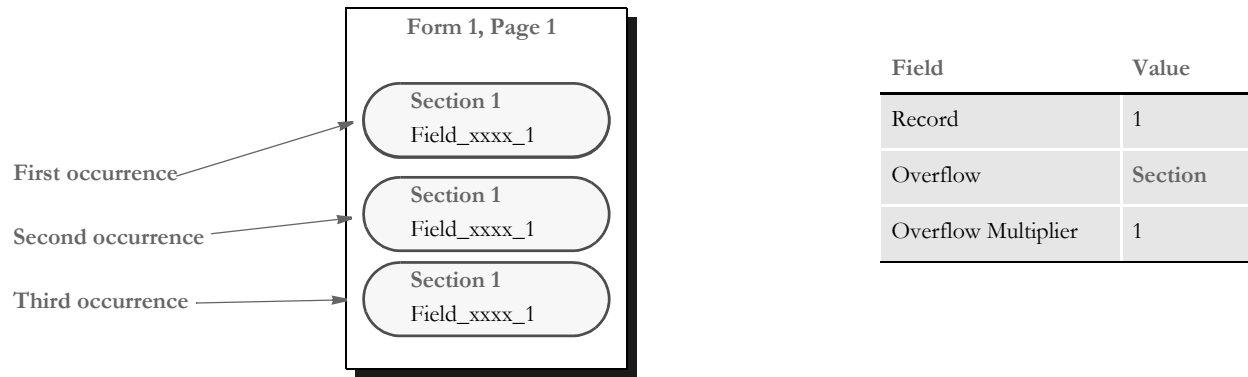 Form 1, Page 1
Section 1
Field_xxxx_1
First occurrence
Section 1
Field_xxxx_1
Second occurrence
Section 1
Field_xxxx_1
Third occurrence
Field Value
Record 1
Overflow Section
Overflow Multiplier 1